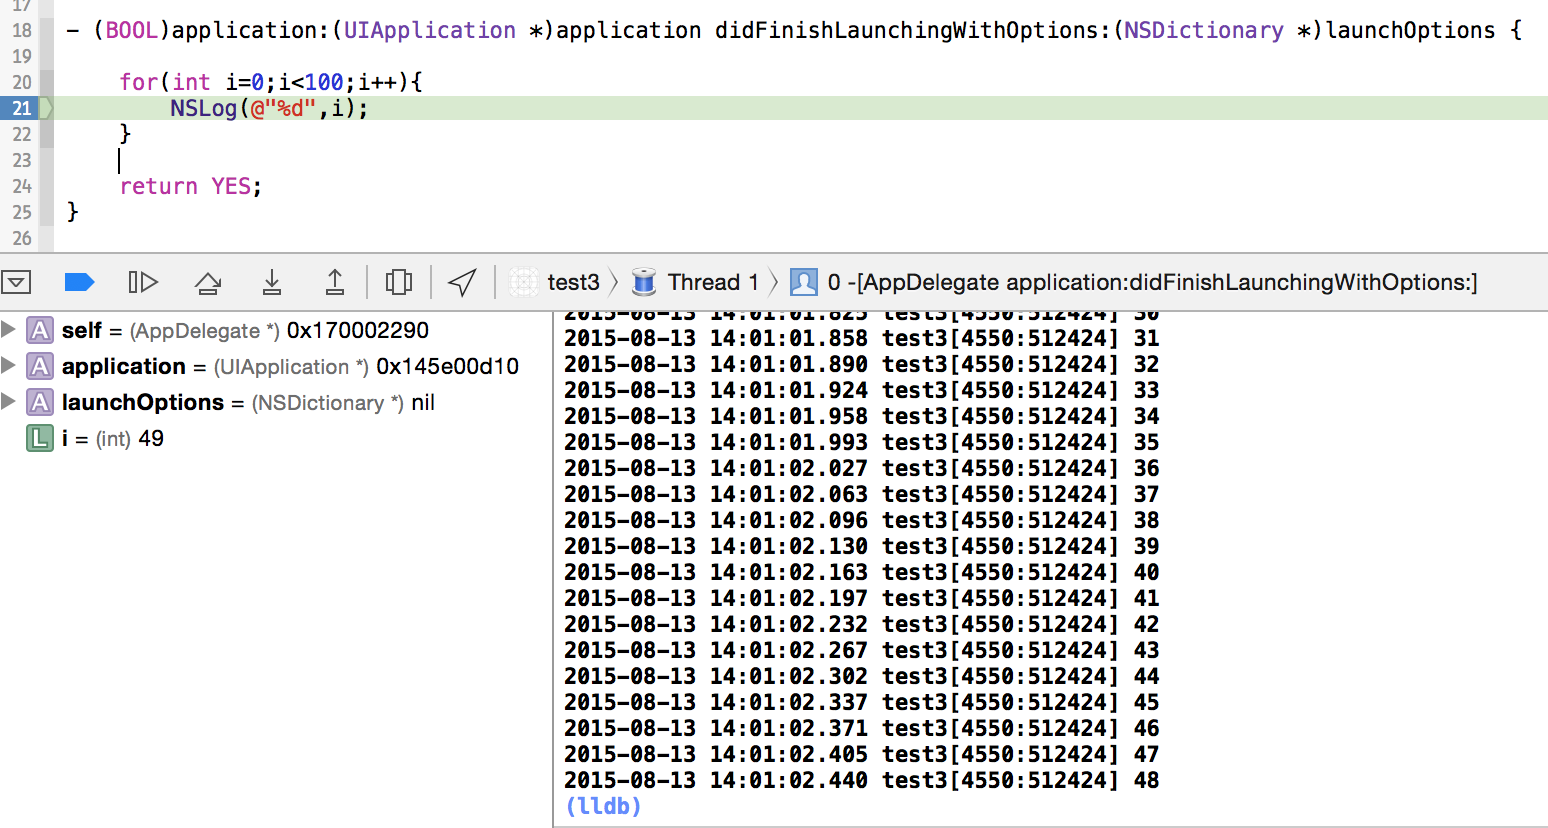 17
18 - (BOOL)application:(UIApplication *)application didFinishLaunchingWithOptions:(NSDictionary *)launchOptions {
19
20 for(int i=0;i<100;i++){
21 NSLog(@"%d",i);
22 }
23
24 return YES;
25 }
26
test3 Thread 1 0 -[AppDelegate application:didFinishLaunchingWithOptions:]
A self = (AppDelegate *) 0x170002290
A application = (UIApplication *) 0x145e00d10
A launchOptions = (NSDictionary *) nil
L i = (int) 49
2015-08-13 14:01:01.825 test3[4550:512424] 30
2015-08-13 14:01:01.858 test3[4550:512424] 31
2015-08-13 14:01:01.890 test3[4550:512424] 32
2015-08-13 14:01:01.924 test3[4550:512424] 33
2015-08-13 14:01:01.958 test3[4550:512424] 34
2015-08-13 14:01:01.993 test3[4550:512424] 35
2015-08-13 14:01:02.027 test3[4550:512424] 36
2015-08-13 14:01:02.063 test3[4550:512424] 37
2015-08-13 14:01:02.096 test3[4550:512424] 38
2015-08-13 14:01:02.130 test3[4550:512424] 39
2015-08-13 14:01:02.163 test3[4550:512424] 40
2015-08-13 14:01:02.197 test3[4550:512424] 41
2015-08-13 14:01:02.232 test3[4550:512424] 42
2015-08-13 14:01:02.267 test3[4550:512424] 43
2015-08-13 14:01:02.302 test3[4550:512424] 44
2015-08-13 14:01:02.337 test3[4550:512424] 45
2015-08-13 14:01:02.371 test3[4550:512424] 46
2015-08-13 14:01:02.405 test3[4550:512424] 47
2015-08-13 14:01:02.440 test3[4550:512424] 48
(lldb)